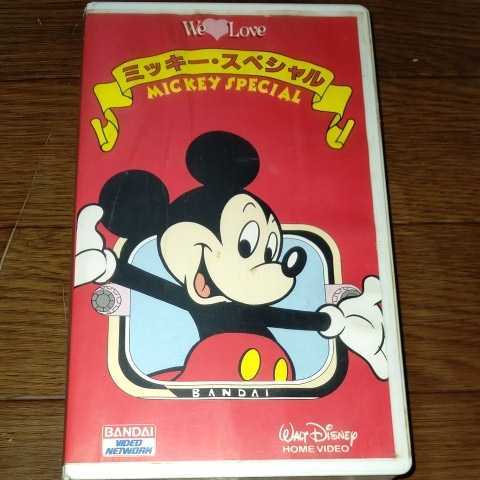 We Love
ミッキー・スペシャル
MICKEY SPECIAL
BANDAI
BANDAI
VIDEO
NETWORK
WALT DISNEY
HOME VIDEO